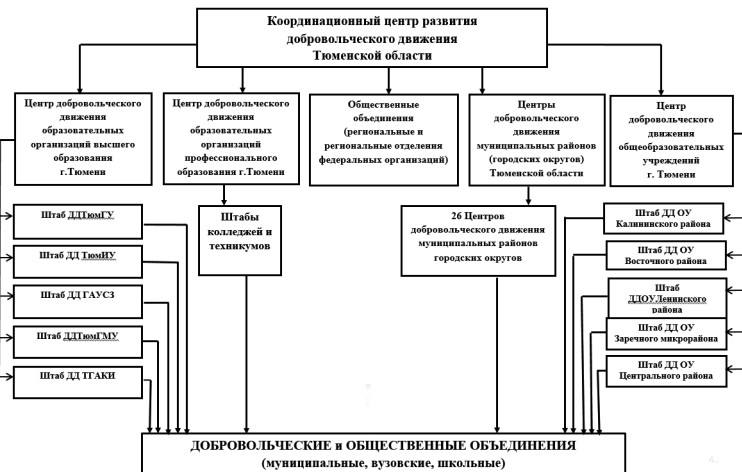 Координационный центр развития
добровольческого движения
Тюменской области
Центр добровольческого
движения
образовательных
организаций высшего
образования
г.Тюмени
Центр добровольческого
движения
образовательных
организаций
профессионального
образования г.Тюмени
Общественные
объединения
(региональные и
региональные отделения
федеральных организаций)
Центры
добровольческого
движения
муниципальных районов
(городских округов)
Тюменской области
Центр
добровольческого
движения
общеобразовательных
учреждений
г. Тюмени
Штаб ДДТюмГУ
Штаб ДД ТюмИУ
Штаб ДД ГАУСЗ
Штаб ДДТюмГМУ
Штаб ДД ТГАКИ
Штабы
колледжей и
техникумов
26 Центров
добровольческого движения
муниципальных районов
городских округов
Штаб ДД ОУ
Калининского района
Штаб ДД ОУ
Восточного района
Штаб
ДДОУЛенинского
района
Штаб ДД ОУ
Заречного микрорайона
Штаб ДД ОУ
Центрального района
ДОБРОВОЛЬЧЕСКИЕ и ОБЩЕСТВЕННЫЕ ОБЪЕДИНЕНИЯ
(муниципальные, вузовские, школьные)